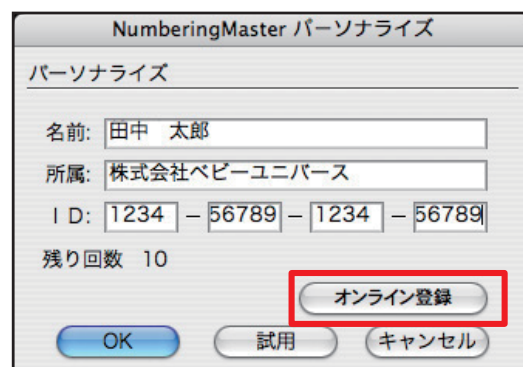 NumberingMaster パーソナライズ
パーソナライズ
名前: 田中　太郎
所属: 株式会社ベビーユニバース
ＩＤ: 1234 – 56789 – 1234 – 56789
残り回数　10
オンライン登録
OK 試用 キャンセル